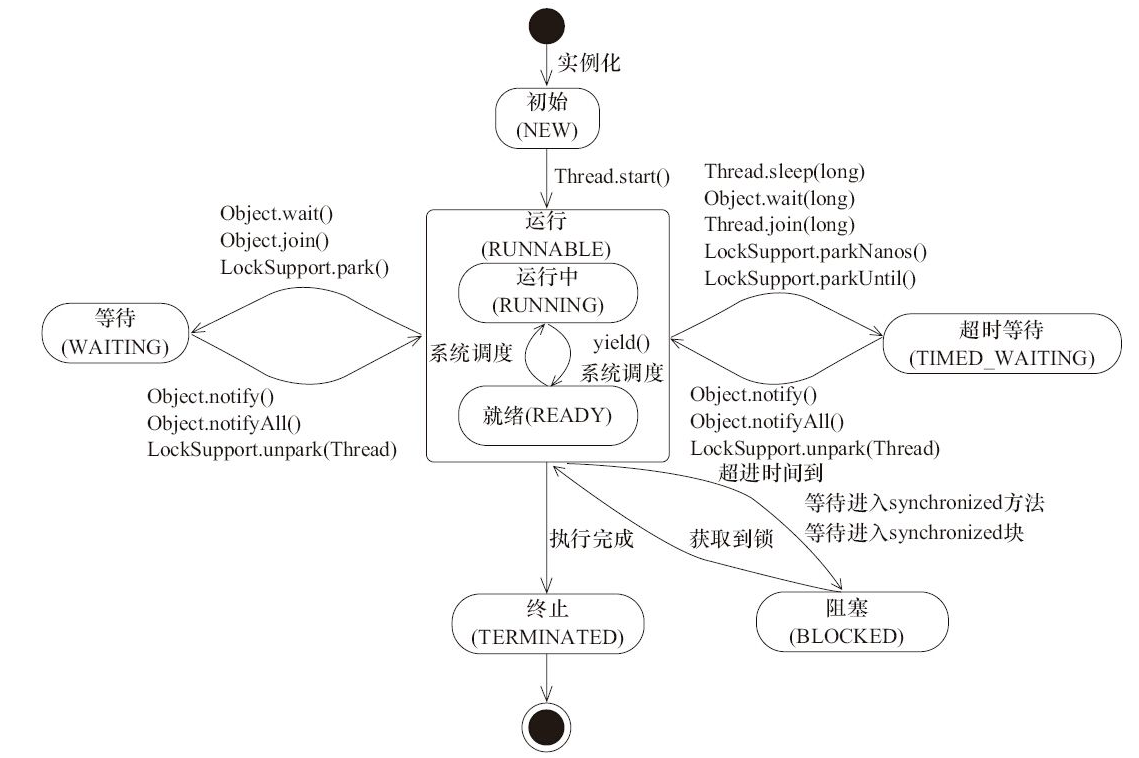 实例化
初始
(NEW)
Thread.start()
Object.wait()
Object.join()
LockSupport.park()
等待
(WAITING)
Object.notify()
Object.notifyAll()
LockSupport.unpark(Thread)
运行
(RUNNABLE)
运行中
(RUNNING)
系统调度
yield()
系统调度
就绪(READY)
Thread.sleep(long)
Object.wait(long)
Thread.join(long)
LockSupport.parkNanos()
LockSupport.parkUntil()
超时等待
(TIMED_WAITING)
Object.notify()
Object.notifyAll()
LockSupport.unpark(Thread)
超进时间到
等待进入synchronized方法
等待进入synchronized块
获取到锁
执行完成
终止
(TERMINATED)
阻塞
(BLOCKED)